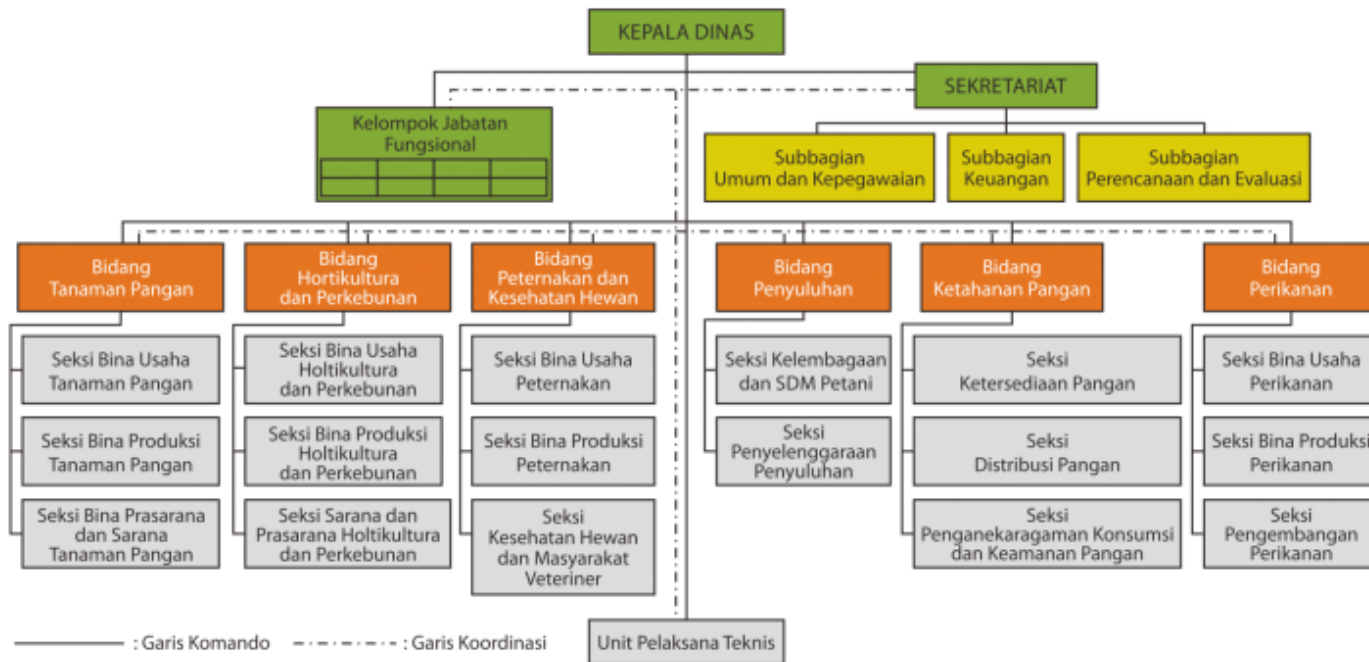 KEPALA DINAS
SEKRETARIAT
Kelompok Jabatan
Fungsional
Subbagian
Umum dan Kepegawaian
Subbagian
Keuangan
Subbagian
Perencanaan dan Evaluasi
Bidang
Tanaman Pangan
Bidang
Hortikultura
dan Perkebunan
Bidang
Peternakan dan
Kesehatan Hewan
Bidang
Penyuluhan
Bidang
Ketahanan Pangan
Bidang
Perikanan
Seksi Bina Usaha
Tanaman Pangan
Seksi Bina Usaha
Holtikultura
dan Perkebunan
Seksi Bina Usaha
Peternakan
Seksi Kelembagaan
dan SDM Petani
Seksi
Ketersediaan Pangan
Seksi Bina Usaha
Perikanan
Seksi Bina Produksi
Tanaman Pangan
Seksi Bina Produksi
Holtikultura
dan Perkebunan
Seksi Bina Produksi
Peternakan
Seksi
Penyelenggaraan
Penyuluhan
Seksi
Distribusi Pangan
Seksi Bina Produksi
Perikanan
Seksi Bina Prasarana
dan Sarana
Tanaman Pangan
Seksi Sarana dan
Prasarana Holtikultura
dan Perkebunan
Seksi
Kesehatan Hewan
dan Masyarakat
Veteriner
Seksi
Penganekaragaman Konsumsi
dan Keamanan Pangan
Seksi
Pengembangan
Perikanan
: Garis Komando
: Garis Koordinasi
Unit Pelaksana Teknis